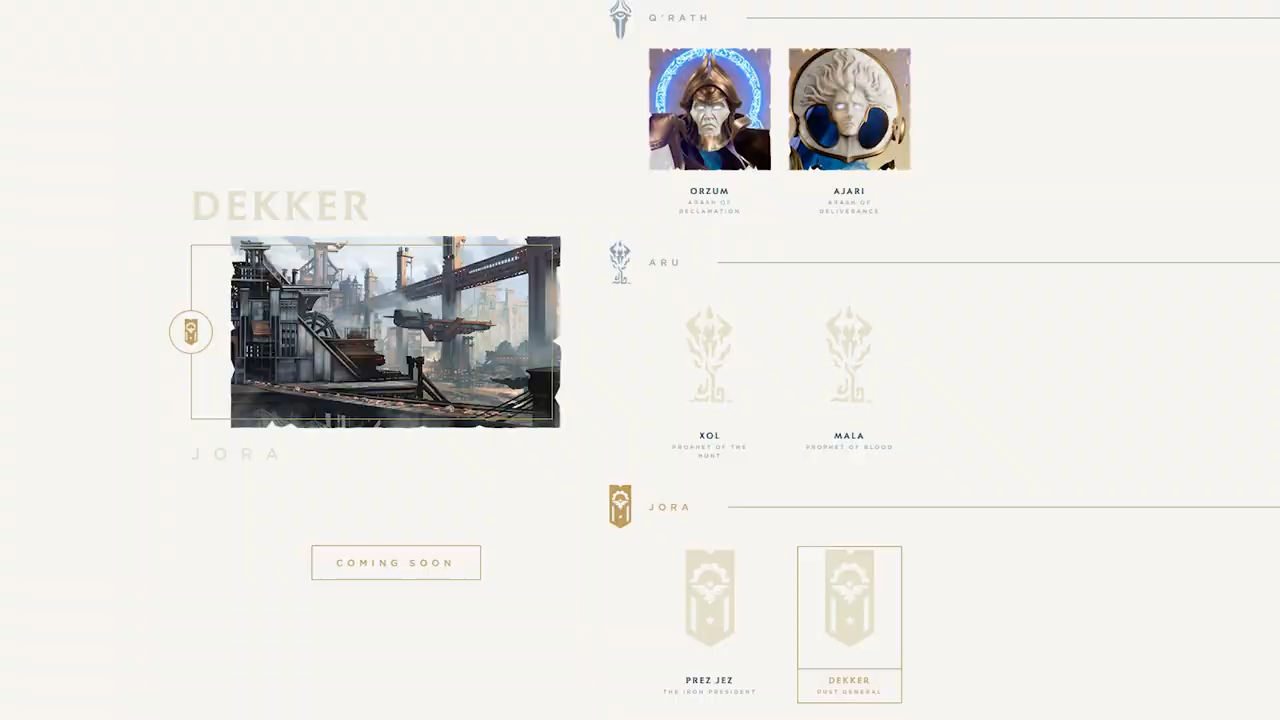 DEKKER
JORA
COMING SOON
Q'RATH
ORZUM
ARASH OF
RECLAMATION
AJARI
ARASH OF
DELIVERANCE
ARU
XOL
PROPHET OF THE
HUNT
MALA
PROPHET OF BLOOD
JORA
PREZ JEZ
THE IRON PRESIDENT
DEKKER
DUST GENERAL